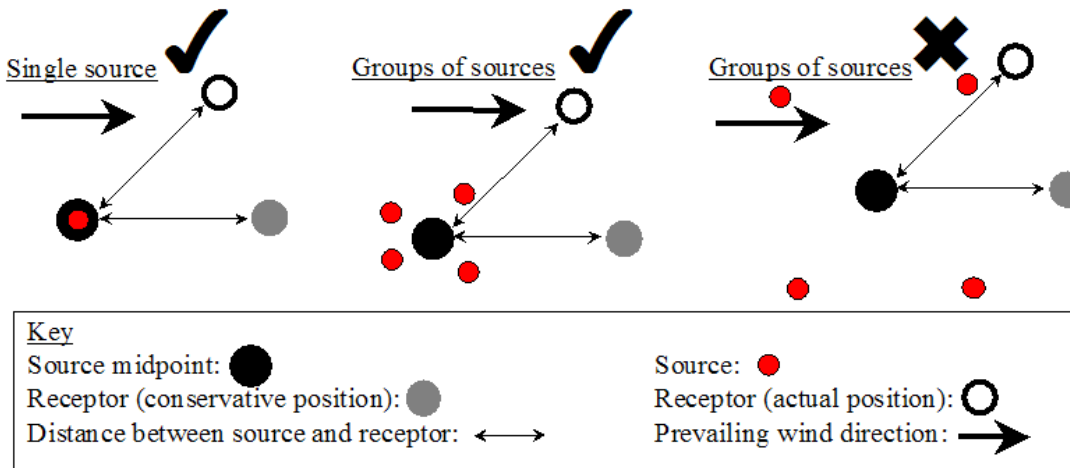 Single source
Groups of sources
Groups of sources
Key
Source midpoint:
Source:
Receptor (conservative position):
Receptor (actual position):
Distance between source and receptor:
Prevailing wind direction: